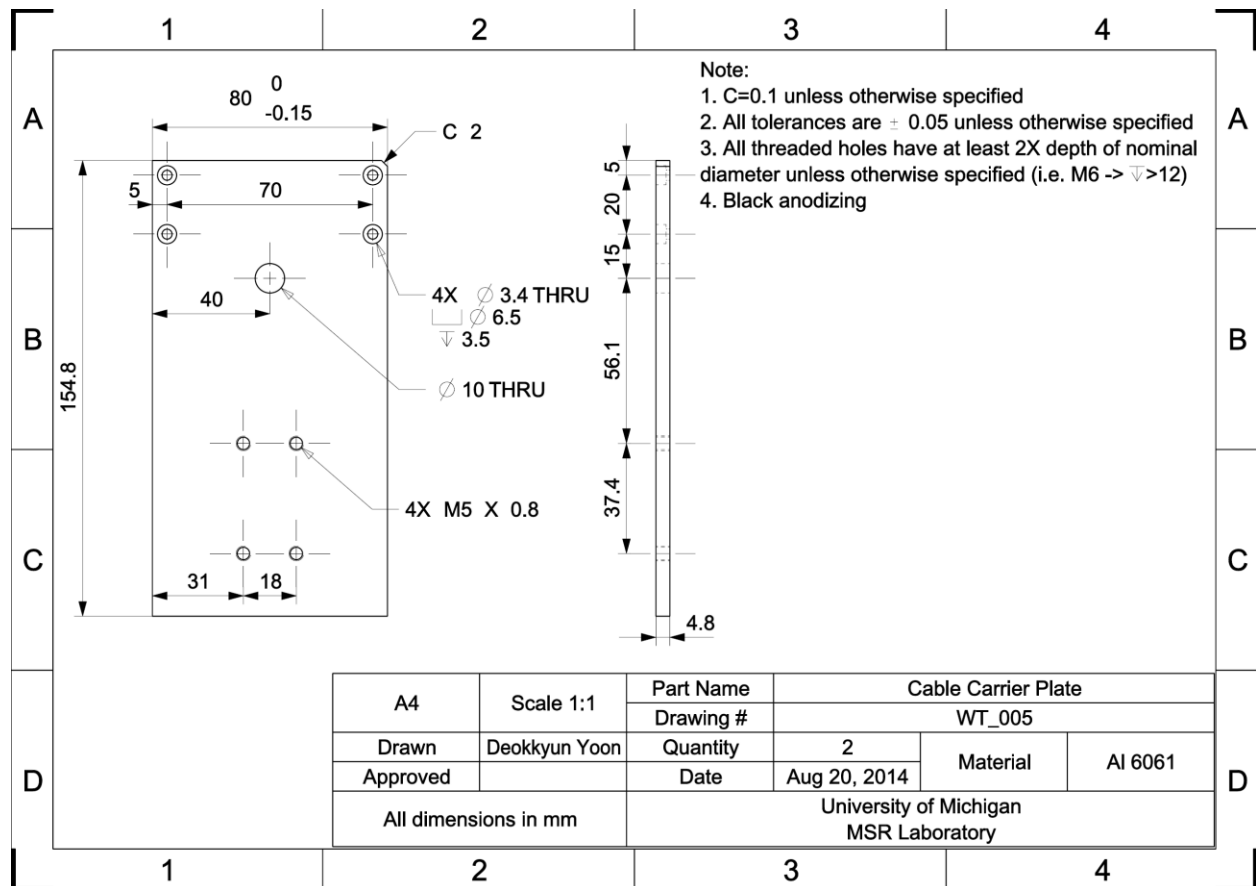 1 2 3 4
A A
B B
C C
D D
1 2 3 4
Note:
1. C=0.1 unless otherwise specified
2. All tolerances are ± 0.05 unless otherwise specified
3. All threaded holes have at least 2X depth of nominal
diameter unless otherwise specified (i.e. M6 -> ↧>12)
4. Black anodizing
80 0
-0.15
C 2
5 70
40
4X ∅ 3.4 THRU
⌴ ∅ 6.5
↧ 3.5
∅ 10 THRU
154.8
4X M5 X 0.8
31 18
5
20
15
56.1
37.4
4.8
A4 Scale 1:1 Part Name Cable Carrier Plate
Drawing # WT_005
Drawn Deokkyun Yoon Quantity 2 Material Al 6061
Approved Date Aug 20, 2014
All dimensions in mm University of Michigan
MSR Laboratory